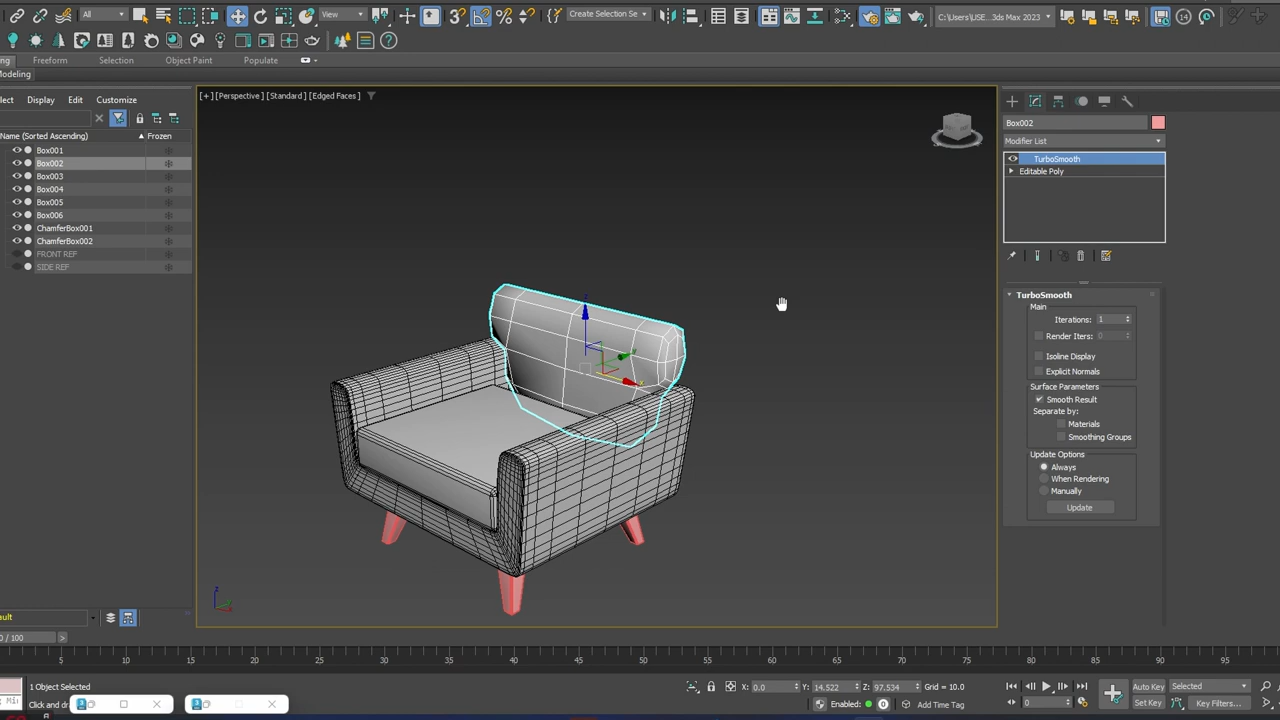 All
View
Create Selection Se
C:\Users\USE...3ds Max 2023
14
Freeform
Selection
Object Paint
Populate
Modeling
Display
Edit
Customize
[+] [Perspective] [Standard] [Edged Faces]
Name (Sorted Ascending)
Frozen
Box001
Box002
Box003
Box004
Box005
Box006
ChamferBox001
ChamferBox002
FRONT REF
SIDE REF
Box002
Modifier List
TurboSmooth
Editable Poly
TurboSmooth
Main
Iterations: 1
Render Iters: 0
Isoline Display
Explicit Normals
Surface Parameters
Smooth Result
Separate by:
Materials
Smoothing Groups
Update Options
Always
When Rendering
Manually
Update
0 / 100
>
5 10 15 20 25 30 35 40 45 50 55 60 65 70 75 80 85 90 95
1 Object Selected
X: 0.0
Y: 14.522
Z: 97.534
Grid = 10.0
Enabled:
Add Time Tag
Auto Key
Selected
Set Key
Key Filters...
0